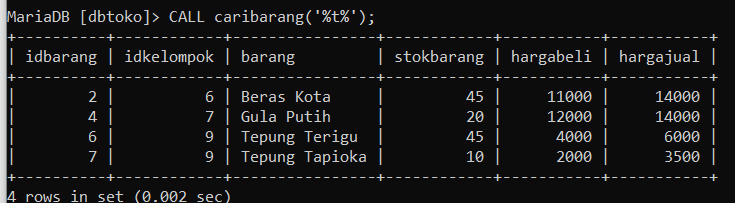 MariaDB [dbtoko]> CALL caribarang('%t%');
+----------+------------+----------------+------------+-----------+-----------+
| idbarang | idkelompok | barang         | stokbarang | hargabeli | hargajual |
+----------+------------+----------------+------------+-----------+-----------+
|        2 |          6 | Beras Kota     |         45 |     11000 |     14000 |
|        4 |          7 | Gula Putih     |         20 |     12000 |     14000 |
|        6 |          9 | Tepung Terigu  |         45 |      4000 |      6000 |
|        7 |          9 | Tepung Tapioka |         10 |      2000 |      3500 |
+----------+------------+----------------+------------+-----------+-----------+
4 rows in set (0.002 sec)